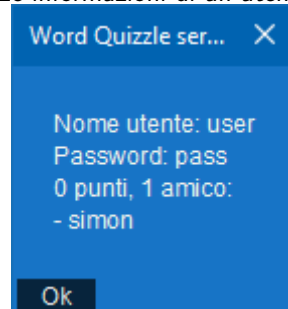 Word Quizzle ser...
Nome utente: user
Password: pass
0 punti, 1 amico:
- simon
Ok